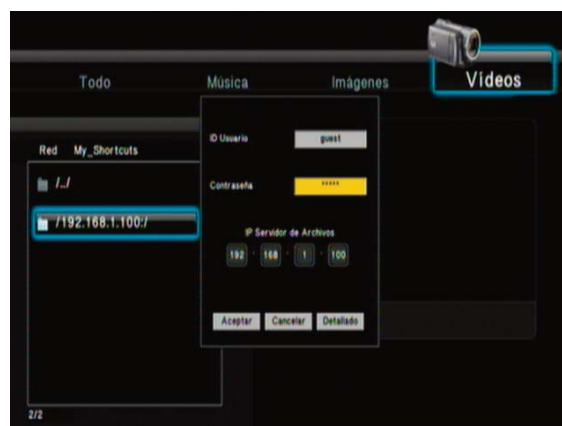 Todo Música Imágenes Vídeos
Red My_Shortcuts
/../
/192.168.1.100:/
2/2
ID Usuario guest
Contraseña *****
IP Servidor de Archivos
192 . 168 . 1 . 100
Aceptar Cancelar Detallado